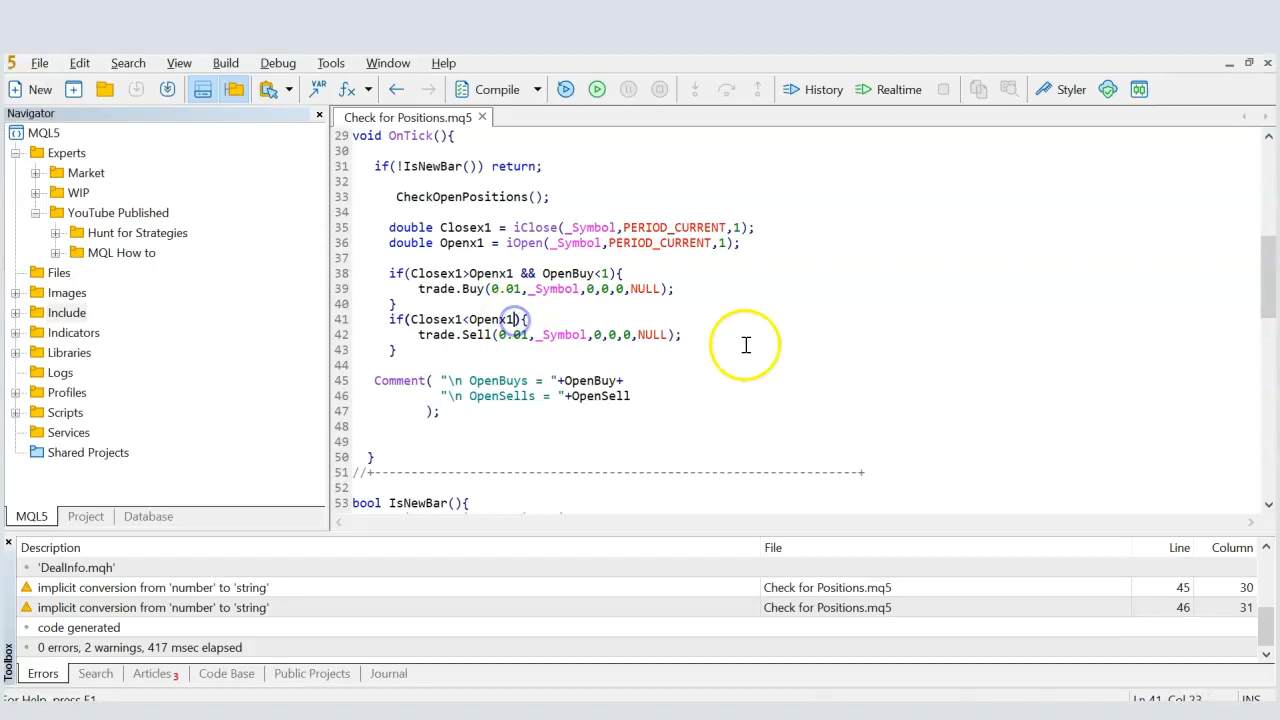 5 File Edit Search View Build Debug Tools Window Help
New VAR fx Compile History Realtime Styler
Navigator ×
Check for Positions.mq5 ×
MQL5
Experts
Market
WIP
YouTube Published
Hunt for Strategies
MQL How to
Files
Images
Include
Indicators
Libraries
Logs
Profiles
Scripts
Services
Shared Projects
MQL5 Project Database
29 void OnTick(){
30
31 if(!IsNewBar()) return;
32
33 CheckOpenPositions();
34
35 double Closex1 = iClose(_Symbol,PERIOD_CURRENT,1);
36 double Openx1 = iOpen(_Symbol,PERIOD_CURRENT,1);
37
38 if(Closex1>Openx1 && OpenBuy<1){
39 trade.Buy(0.01,_Symbol,0,0,0,NULL);
40 }
41 if(Closex1<Openx1){
42 trade.Sell(0.01,_Symbol,0,0,0,NULL);
43 }
44
45 Comment( "\n OpenBuys = "+OpenBuy+
46 "\n OpenSells = "+OpenSell
47 );
48
49
50 }
51 //+------------------------------------------------------------------+
52
53 bool IsNewBar(){
Description File Line Column
'DealInfo.mqh'
implicit conversion from 'number' to 'string' Check for Positions.mq5 45 30
implicit conversion from 'number' to 'string' Check for Positions.mq5 46 31
code generated
0 errors, 2 warnings, 417 msec elapsed
Toolbox
Errors Search Articles 3 Code Base Public Projects Journal
For Help, press F1 Ln 41, Col 23 INS